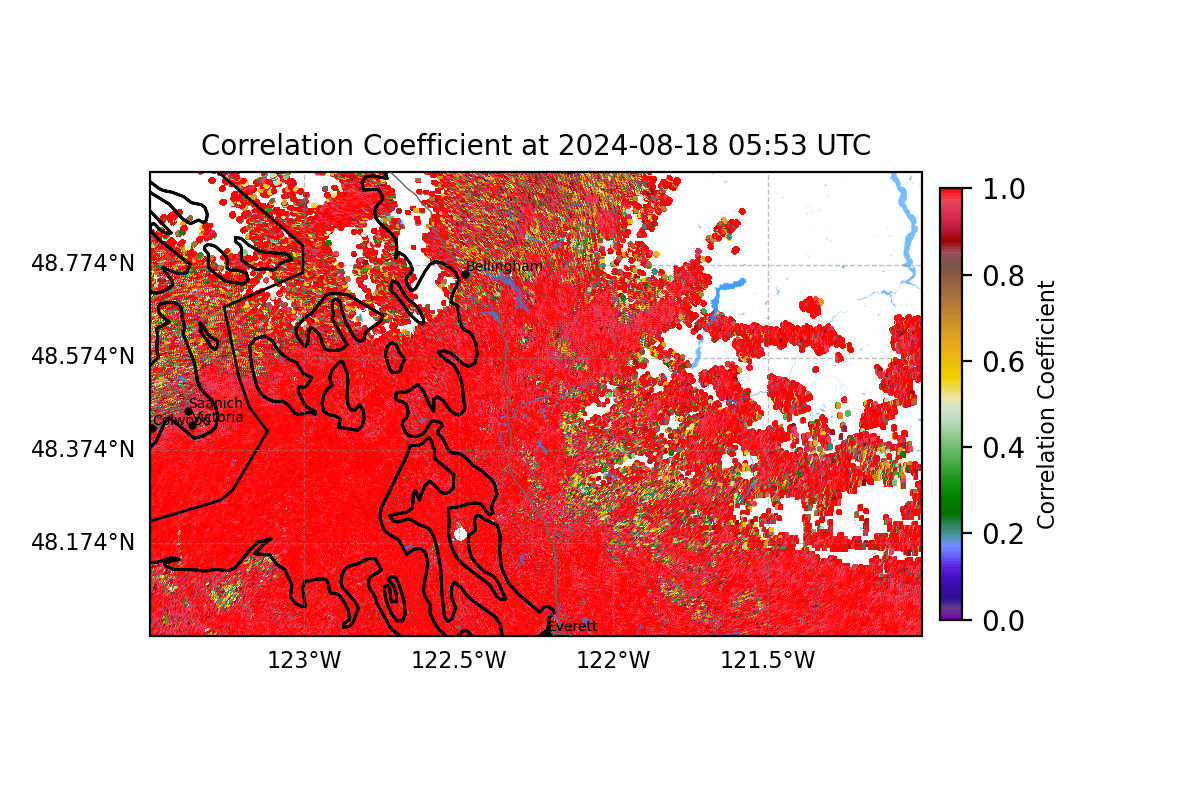 Correlation Coefficient at 2024-08-18 05:53 UTC
1.0
48.774°N
Bellingham
0.8
48.574°N
0.6
Saanich
Victoria
Colwood
48.374°N
0.4
48.174°N
0.2
Everett
0.0
123°W
122.5°W
122°W
121.5°W
Correlation Coefficient